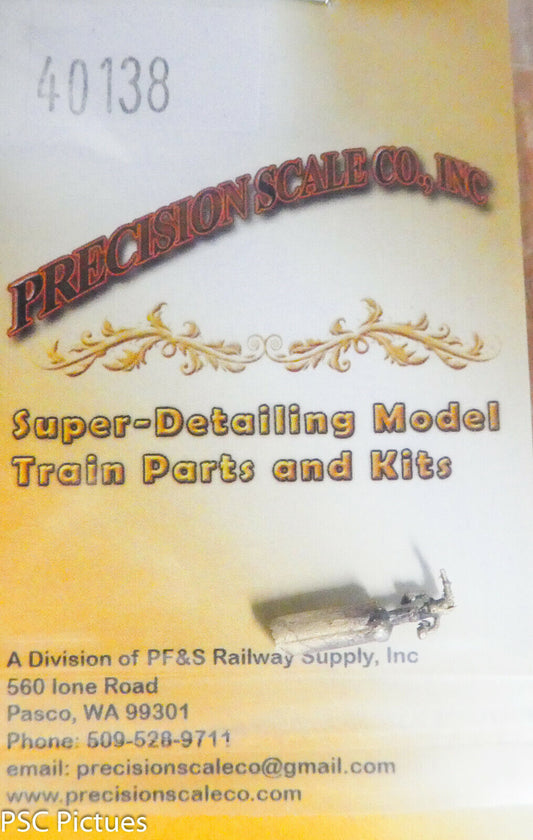 40138
PRECISION SCALE CO., INC
Super-Detailing Model
Train Parts and Kits
A Division of PF&S Railway Supply, Inc
560 Ione Road
Pasco, WA 99301
Phone: 509-528-9711
email: precisionscaleco@gmail.com
www.precisionscaleco.com
PSC Pictues